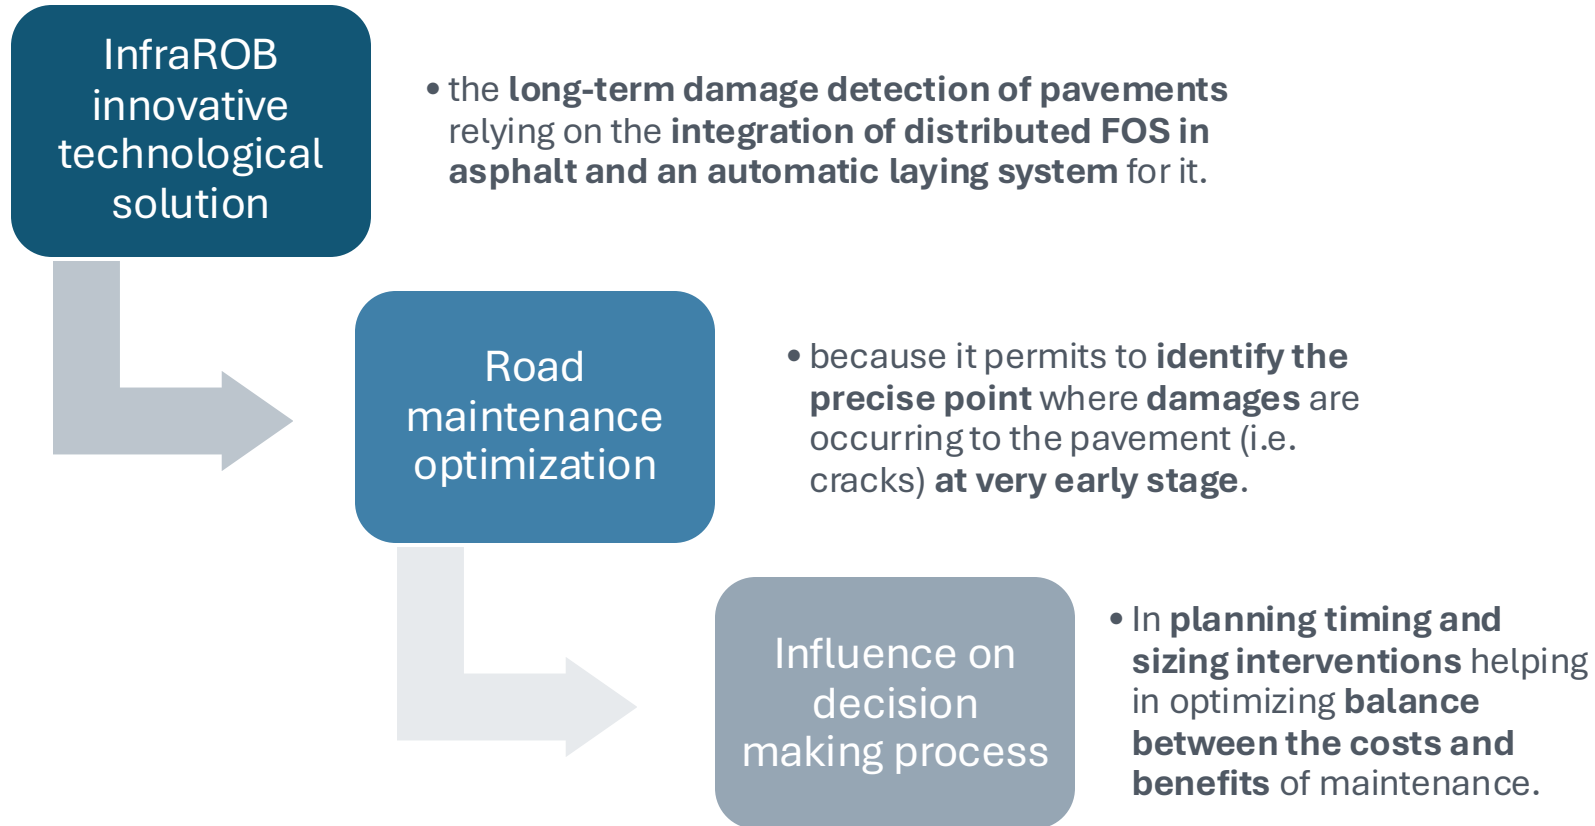 InfraROB
innovative
technological
solution
• the long-term damage detection of pavements
relying on the integration of distributed FOS in
asphalt and an automatic laying system for it.
Road
maintenance
optimization
• because it permits to identify the
precise point where damages are
occurring to the pavement (i.e.
cracks) at very early stage.
Influence on
decision
making process
• In planning timing and
sizing interventions helping
in optimizing balance
between the costs and
benefits of maintenance.